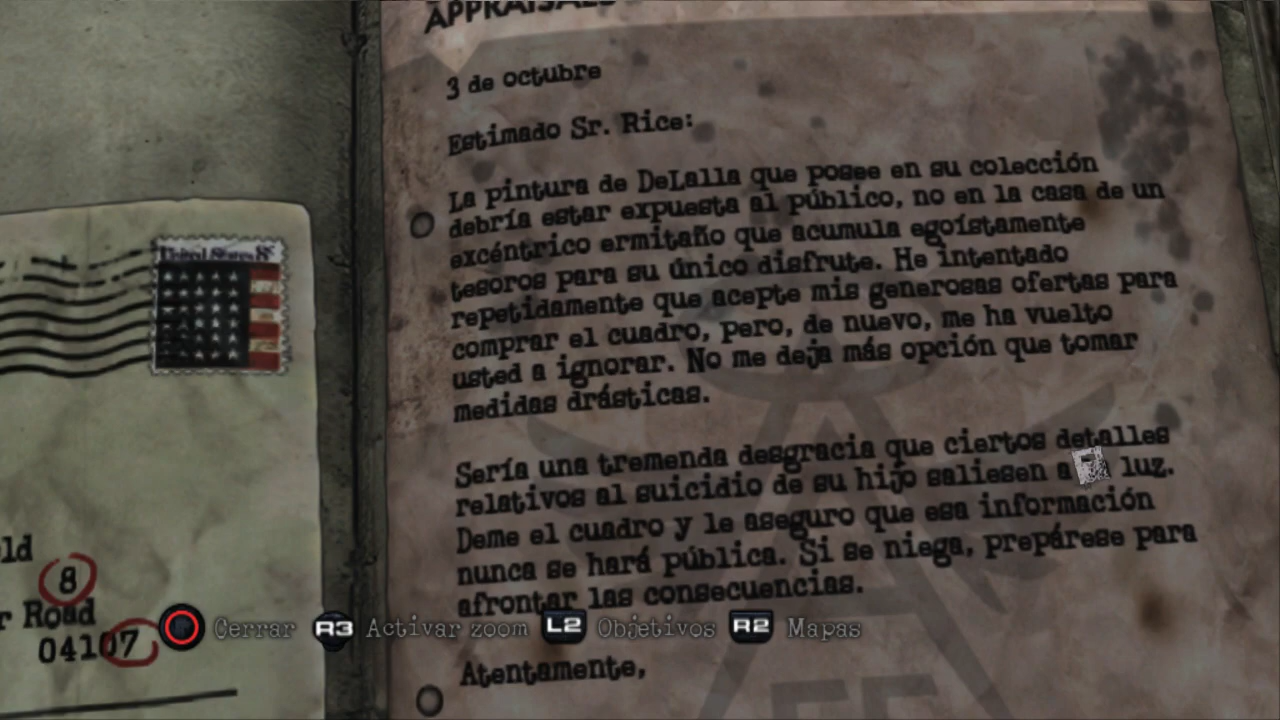 APPRAISALS
3 de octubre
Estimado Sr. Rice:
La pintura de DeLalla que posee en su colección
debría estar expuesta al público, no en la casa de un
excéntrico ermitaño que acumula egoístamente
tesoros para su único disfrute. He intentado
repetidamente que acepte mis generosas ofertas para
comprar el cuadro, pero, de nuevo, me ha vuelto
usted a ignorar. No me deja más opción que tomar
medidas drásticas.
Sería una tremenda desgracia que ciertos detalles
relativos al suicidio de su hijo saliesen a luz.
Deme el cuadro y le aseguro que esa información
nunca se hará pública. Si se niega, prepárese para
afrontar las consecuencias.
Atentamente,
United States 8
8
Road
04107
Cerrar R3 Activar zoom L2 Objetivos R2 Mapas